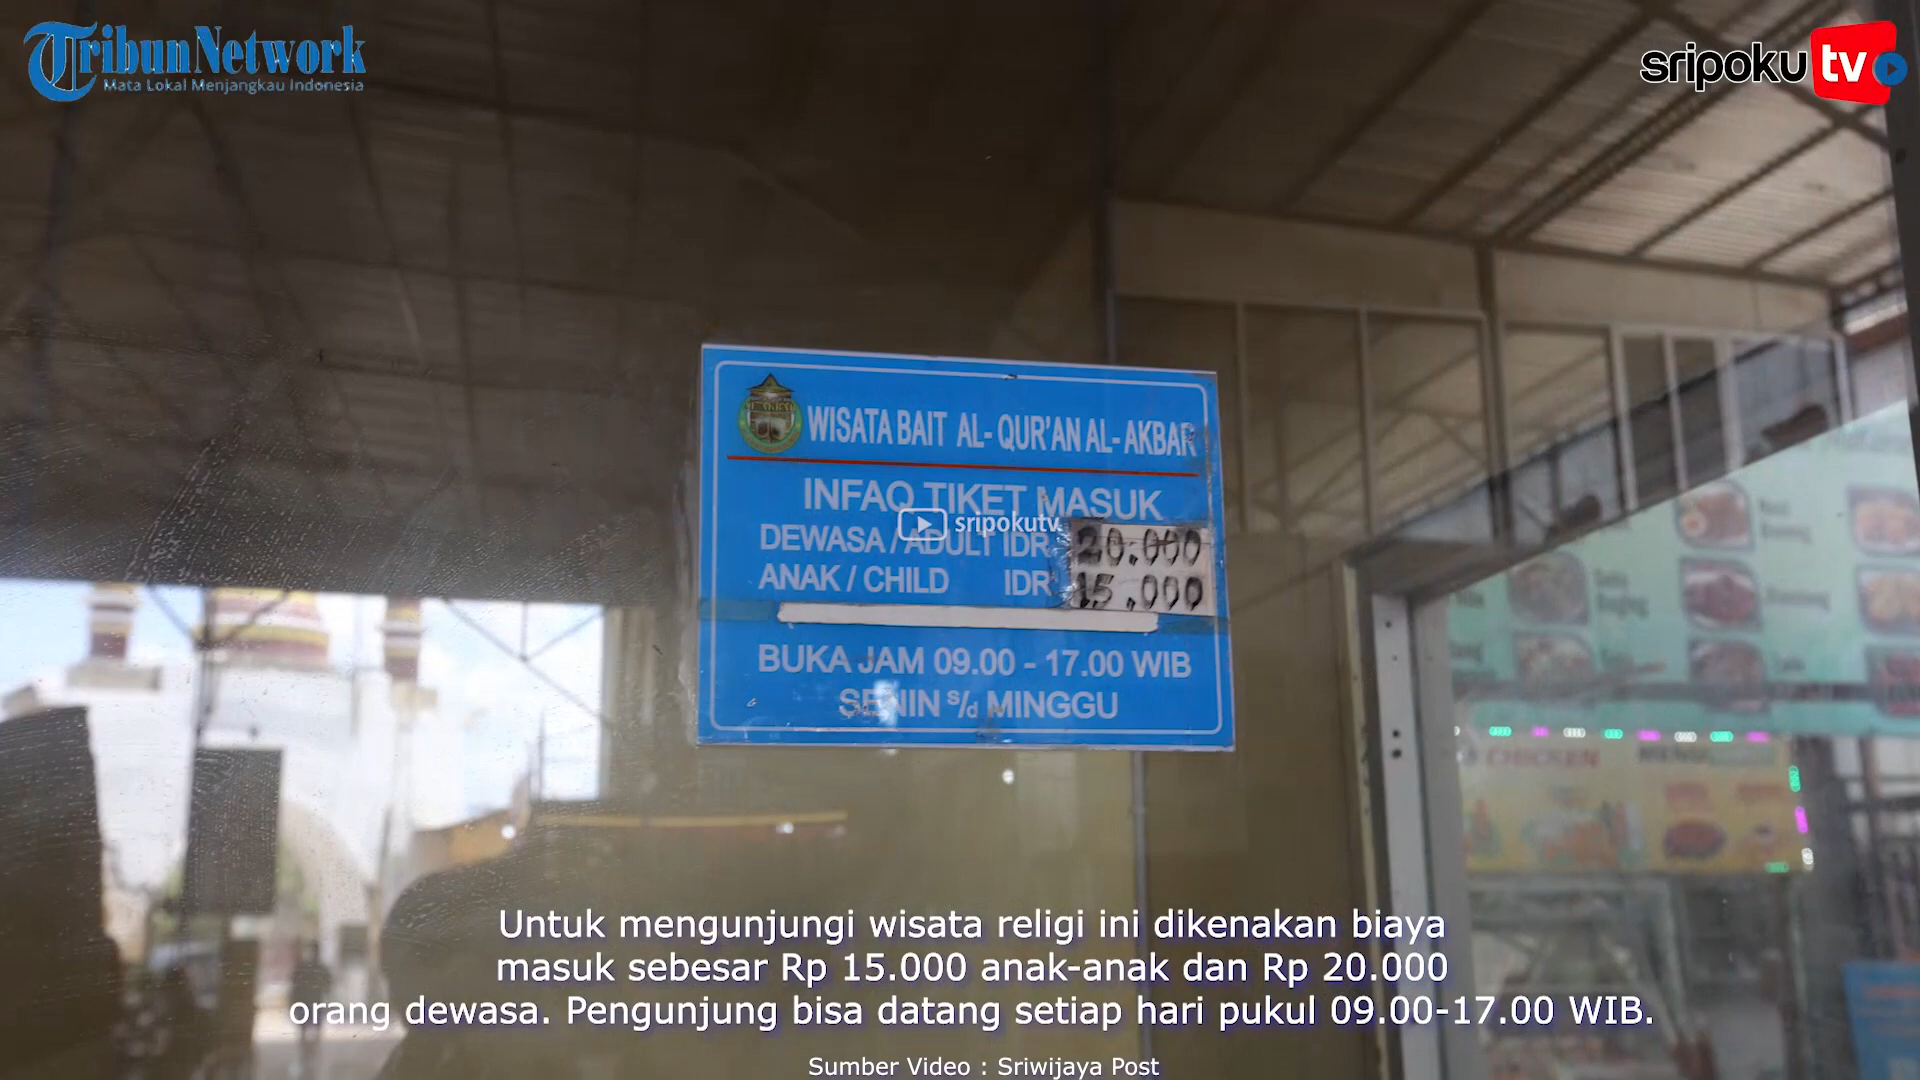 TribunNetwork
Mata Lokal Menjangkau Indonesia
sripoku tv
WISATA BAIT AL-QUR'AN AL-AKBAR
INFAQ TIKET MASUK
sripokutv
DEWASA / ADULT IDR 20.000
ANAK / CHILD IDR 15.000
BUKA JAM 09.00 - 17.00 WIB
SENIN s/d MINGGU
CHICKEN
Untuk mengunjungi wisata religi ini dikenakan biaya
masuk sebesar Rp 15.000 anak-anak dan Rp 20.000
orang dewasa. Pengunjung bisa datang setiap hari pukul 09.00-17.00 WIB.
Sumber Video : Sriwijaya Post